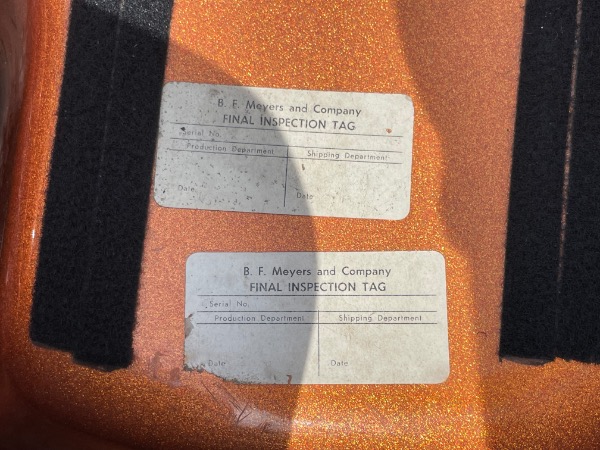 B. F. Meyers and Company
FINAL INSPECTION TAG
Serial No.
Production Department Shipping Department
Date Date
B. F. Meyers and Company
FINAL INSPECTION TAG
Serial No.
Production Department Shipping Department
Date Date